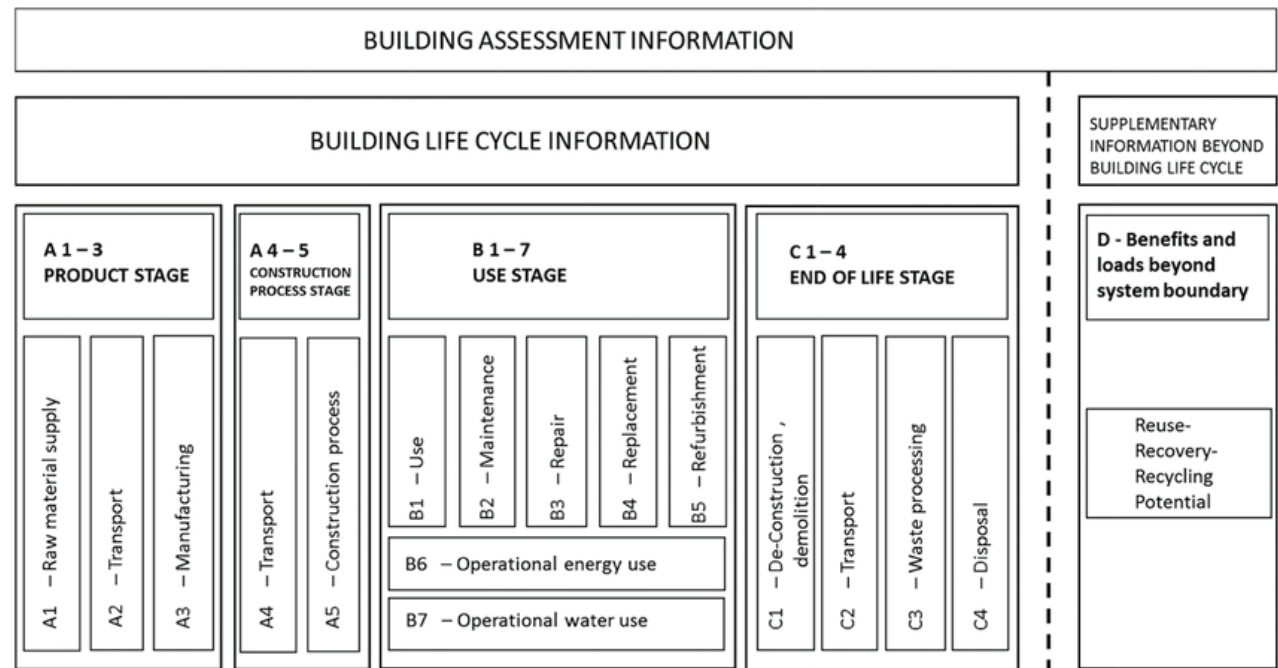 BUILDING ASSESSMENT INFORMATION
BUILDING LIFE CYCLE INFORMATION
SUPPLEMENTARY
INFORMATION BEYOND
BUILDING LIFE CYCLE
A 1 – 3
PRODUCT STAGE
A 4 – 5
CONSTRUCTION
PROCESS STAGE
B 1 – 7
USE STAGE
C 1 – 4
END OF LIFE STAGE
D - Benefits and
loads beyond
system boundary
A1 – Raw material supply
A2 – Transport
A3 – Manufacturing
A4 – Transport
A5 – Construction process
B1 – Use
B2 – Maintenance
B3 – Repair
B4 – Replacement
B5 – Refurbishment
B6 – Operational energy use
B7 – Operational water use
C1 – De-Construction ,
demolition
C2 – Transport
C3 – Waste processing
C4 – Disposal
Reuse-
Recovery-
Recycling
Potential